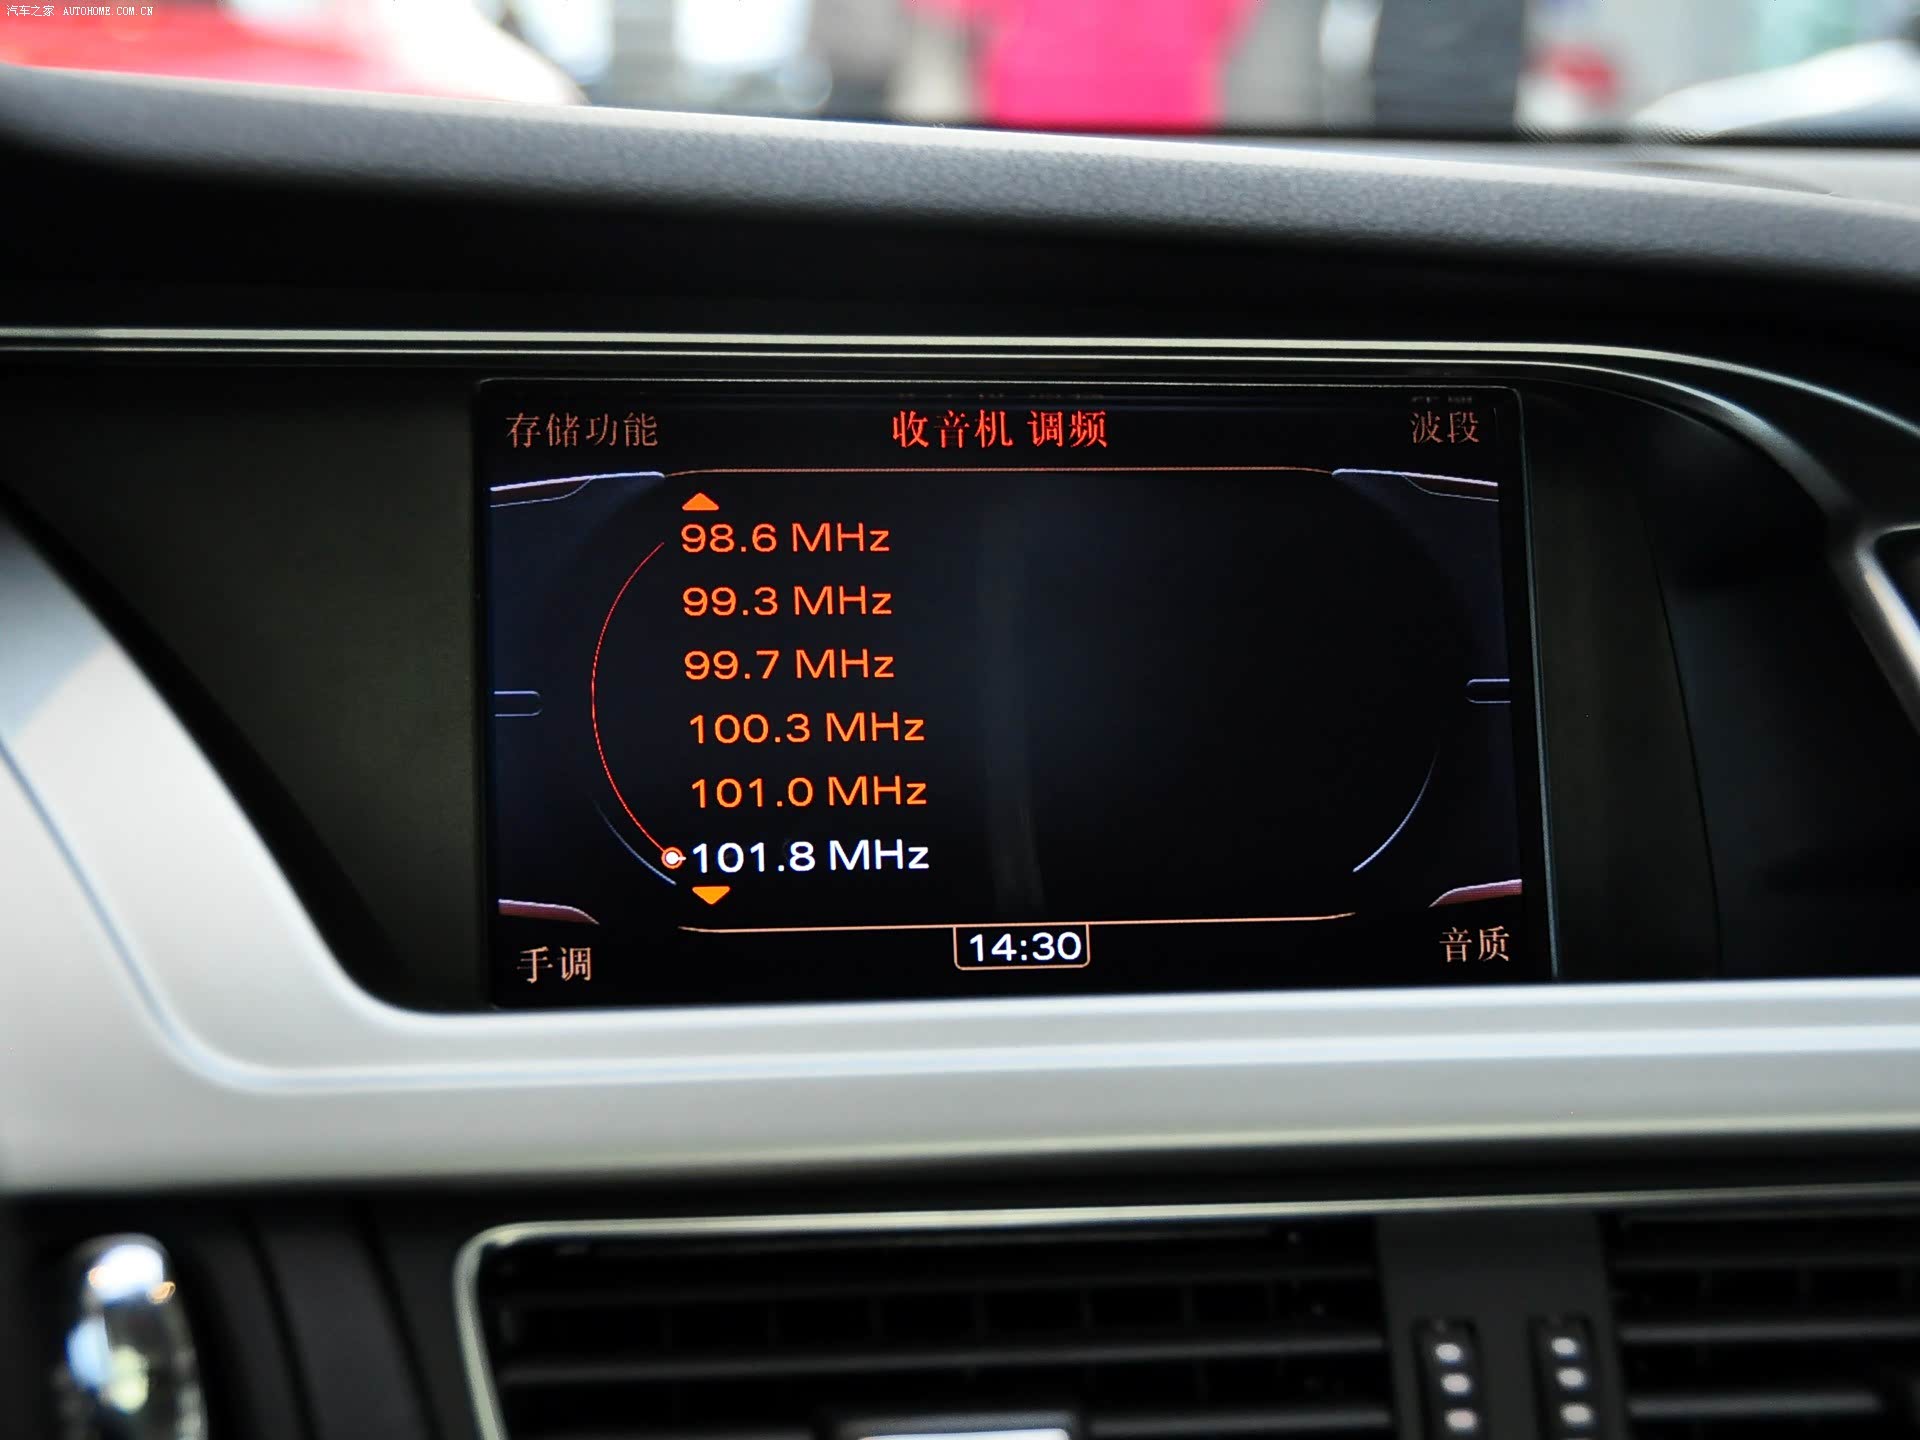 汽车之家 AUTOHOME.COM.CN
存储功能 收音机 调频 波段
98.6 MHz
99.3 MHz
99.7 MHz
100.3 MHz
101.0 MHz
101.8 MHz
手调 14:30 音质